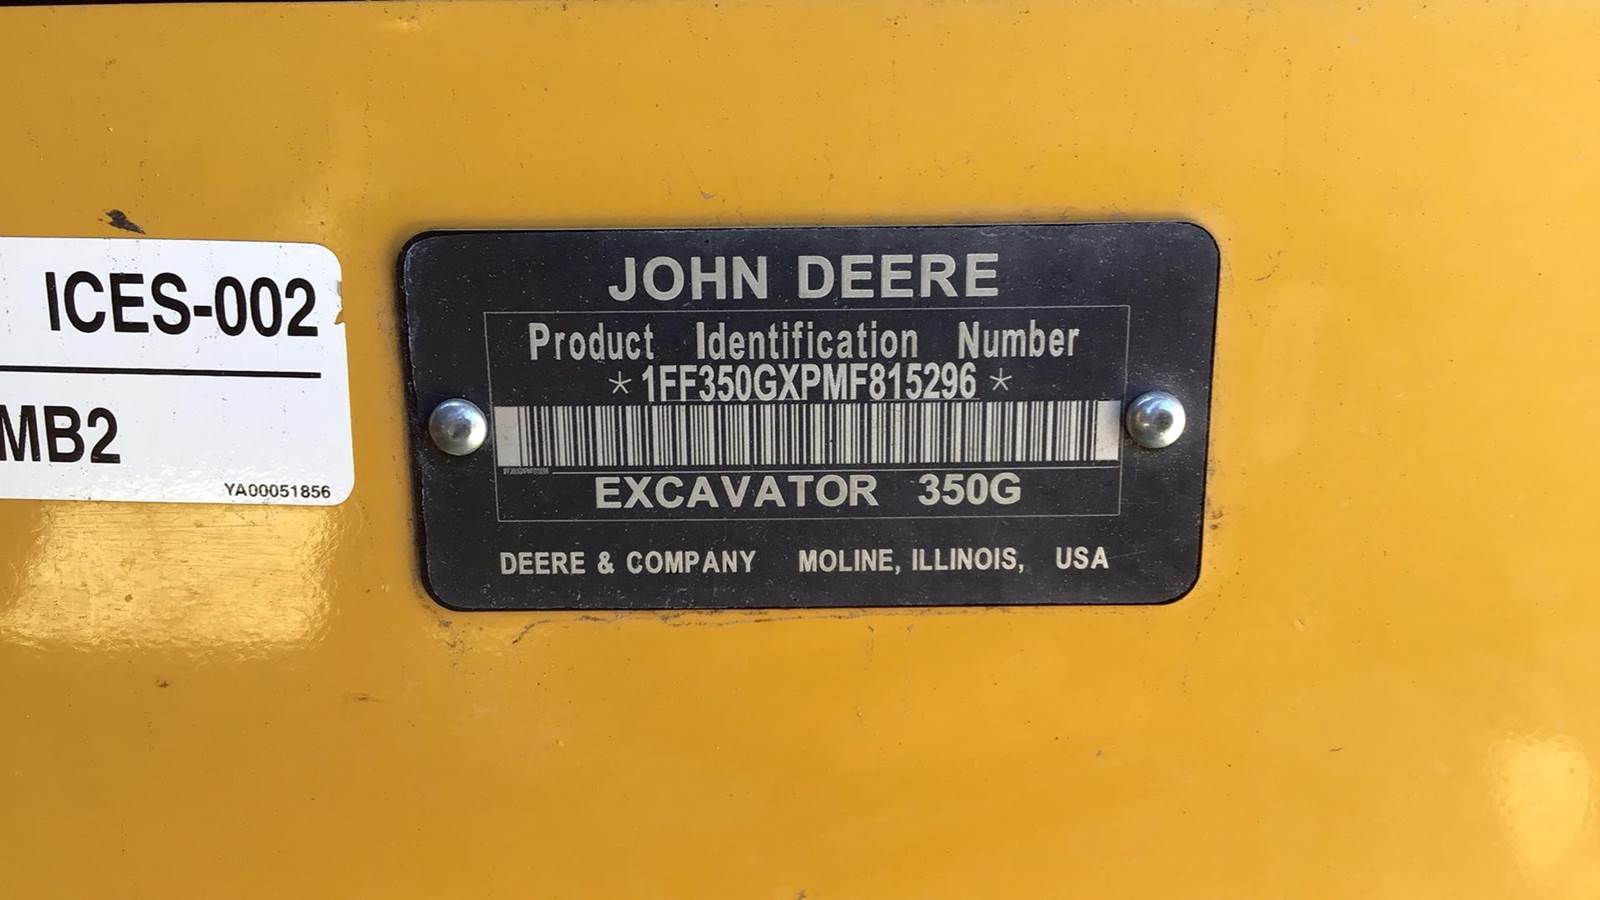 ICES-002
MB2
YA00051856
JOHN DEERE
Product Identification Number
* 1FF350GXPMF815296 *
EXCAVATOR 350G
DEERE & COMPANY MOLINE, ILLINOIS, USA